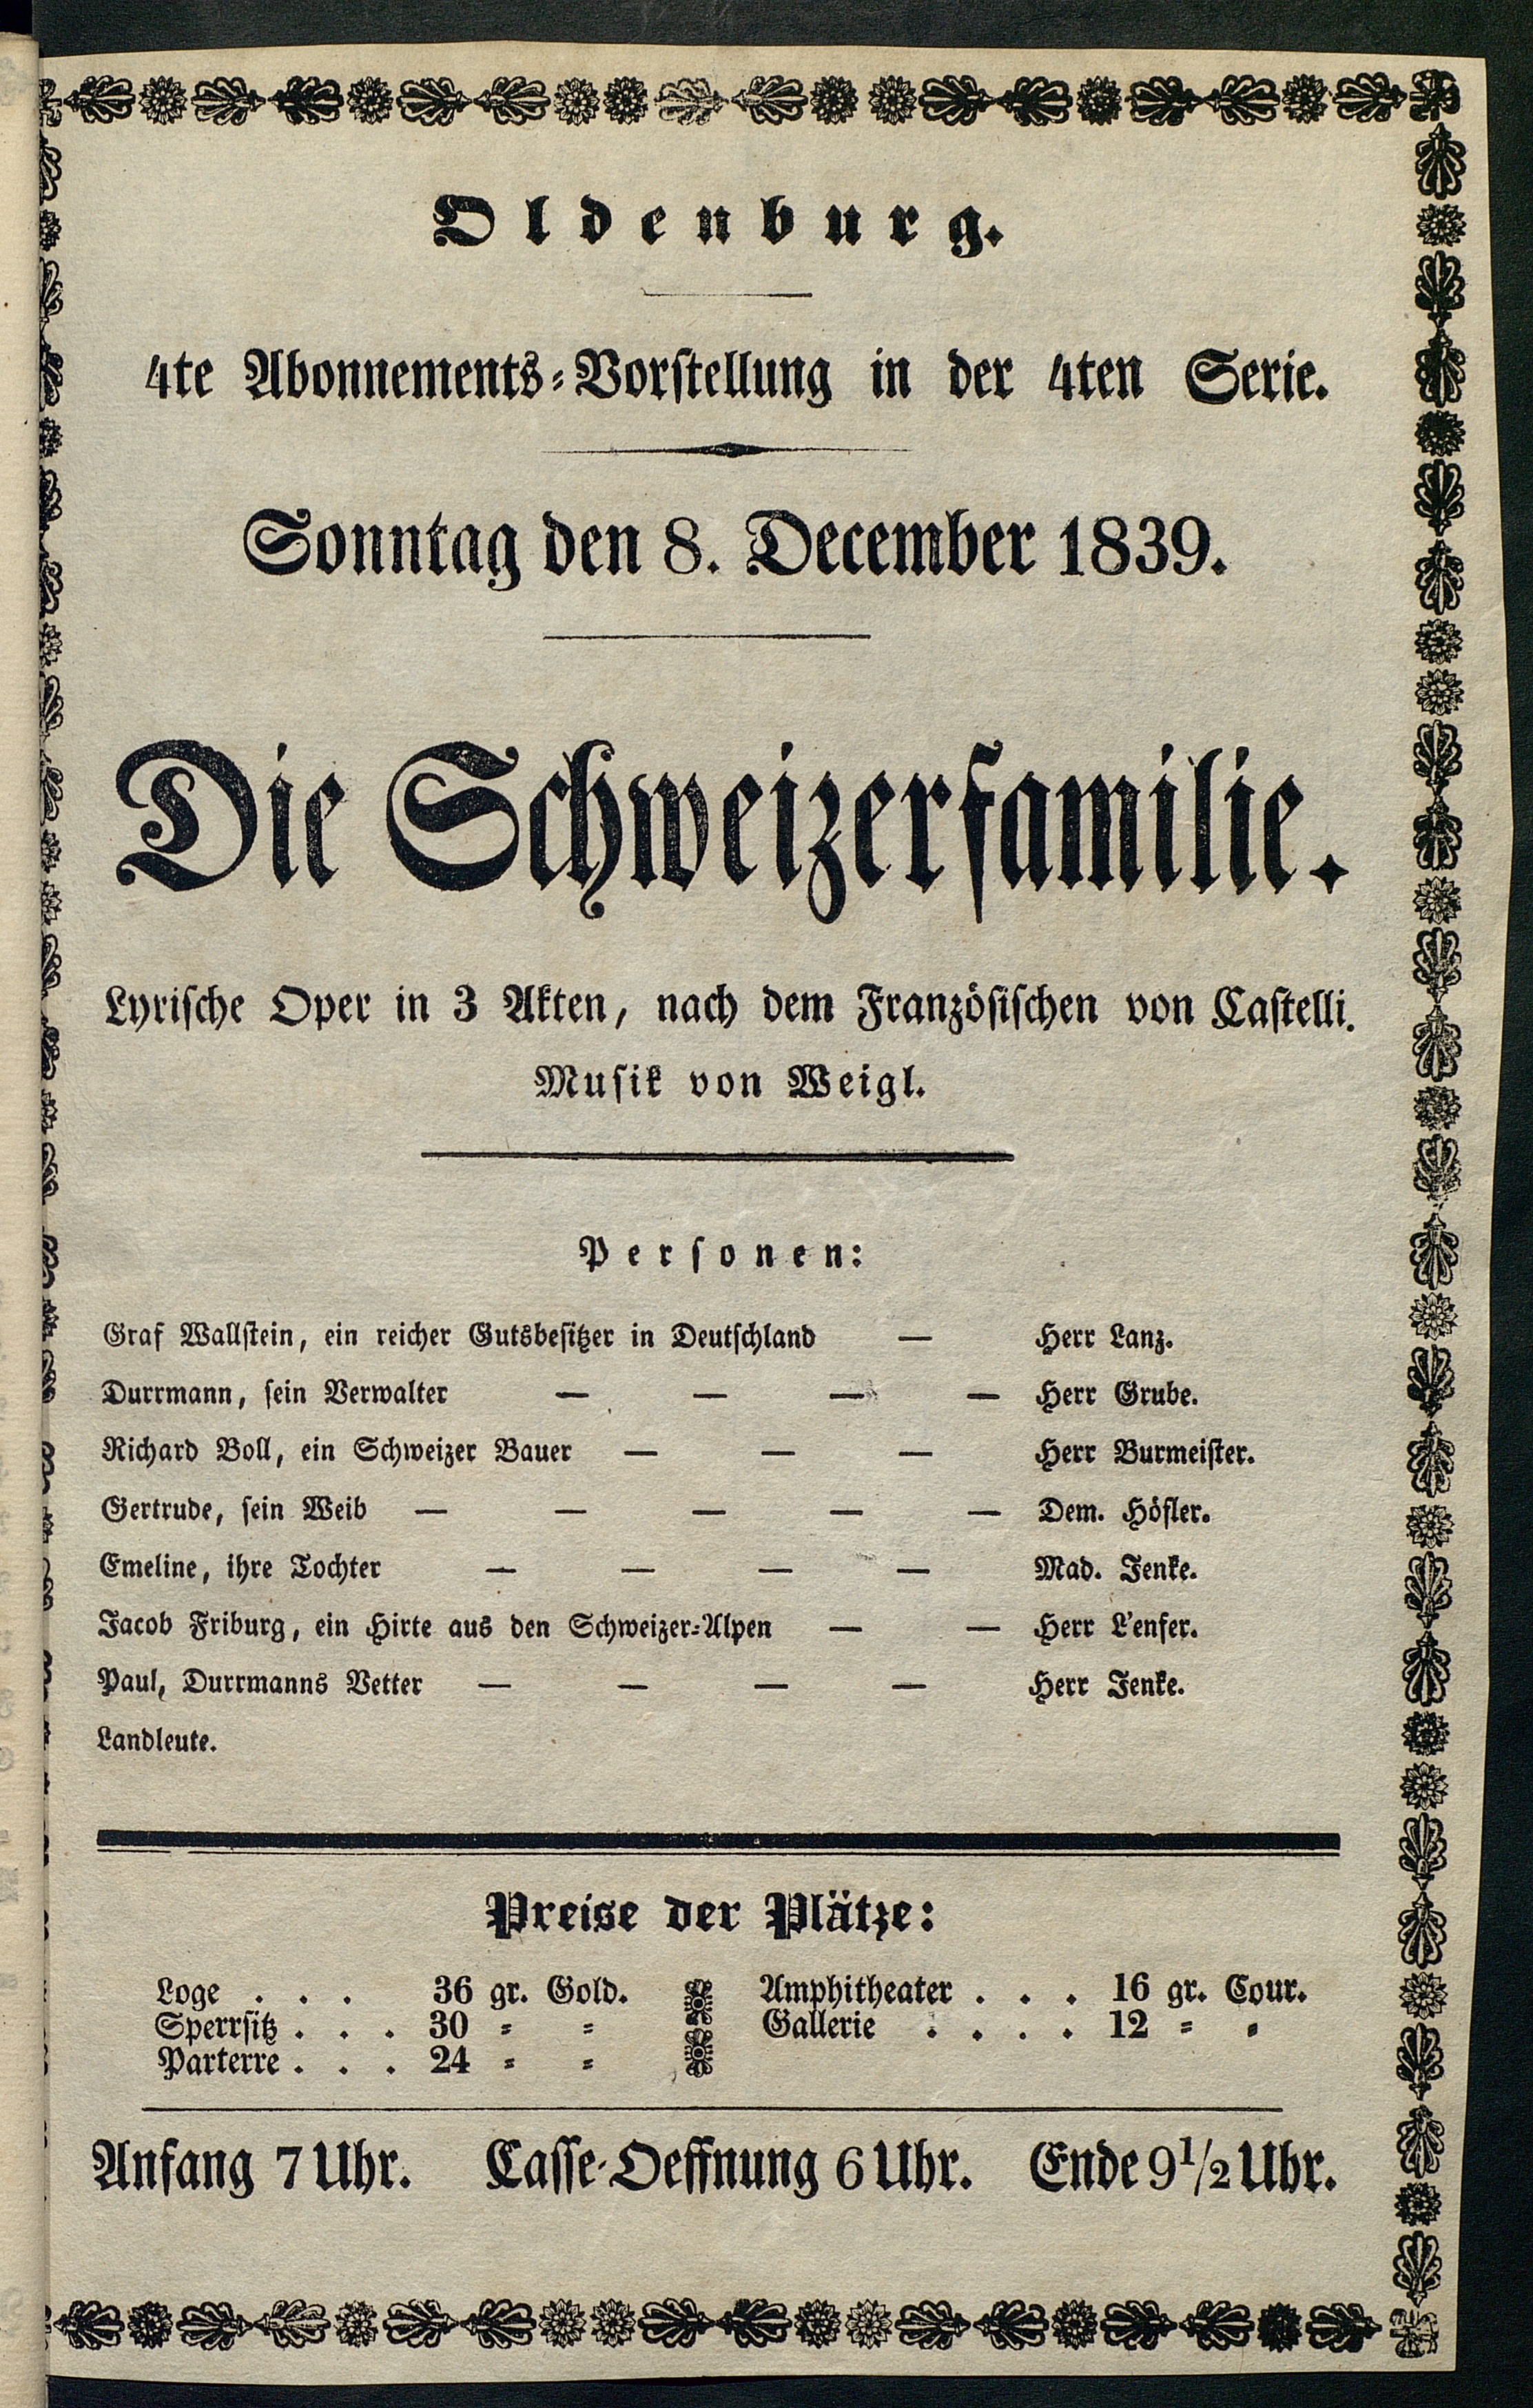 Oldenburg.
4te Abonnements-Vorstellung in der 4ten Serie.
Sonntag den 8. December 1839.
Die Schweizerfamilie.
Lyrische Oper in 3 Akten, nach dem Französischen von Castelli.
Musik von Weigl.
Personen:
Graf Wallstein, ein reicher Gutsbesitzer in Deutschland — Herr Lanz.
Durrmann, sein Verwalter — — — — Herr Grube.
Richard Boll, ein Schweizer Bauer — — — Herr Burmeister.
Gertrude, sein Weib — — — — — Dem. Höfler.
Emeline, ihre Tochter — — — — Mad. Jenke.
Jacob Friburg, ein Hirte aus den Schweizer-Alpen — — Herr L'enfer.
Paul, Durrmanns Vetter — — — — Herr Jenke.
Landleute.
Preise der Plätze:
Loge . . . 36 gr. Gold.
Sperrsitz . . . 30 = =
Parterre . . . 24 = =
Amphitheater . . . 16 gr. Cour.
Gallerie . . . . 12 = =
Anfang 7 Uhr. Casse-Oeffnung 6 Uhr. Ende 9 1/2 Uhr.